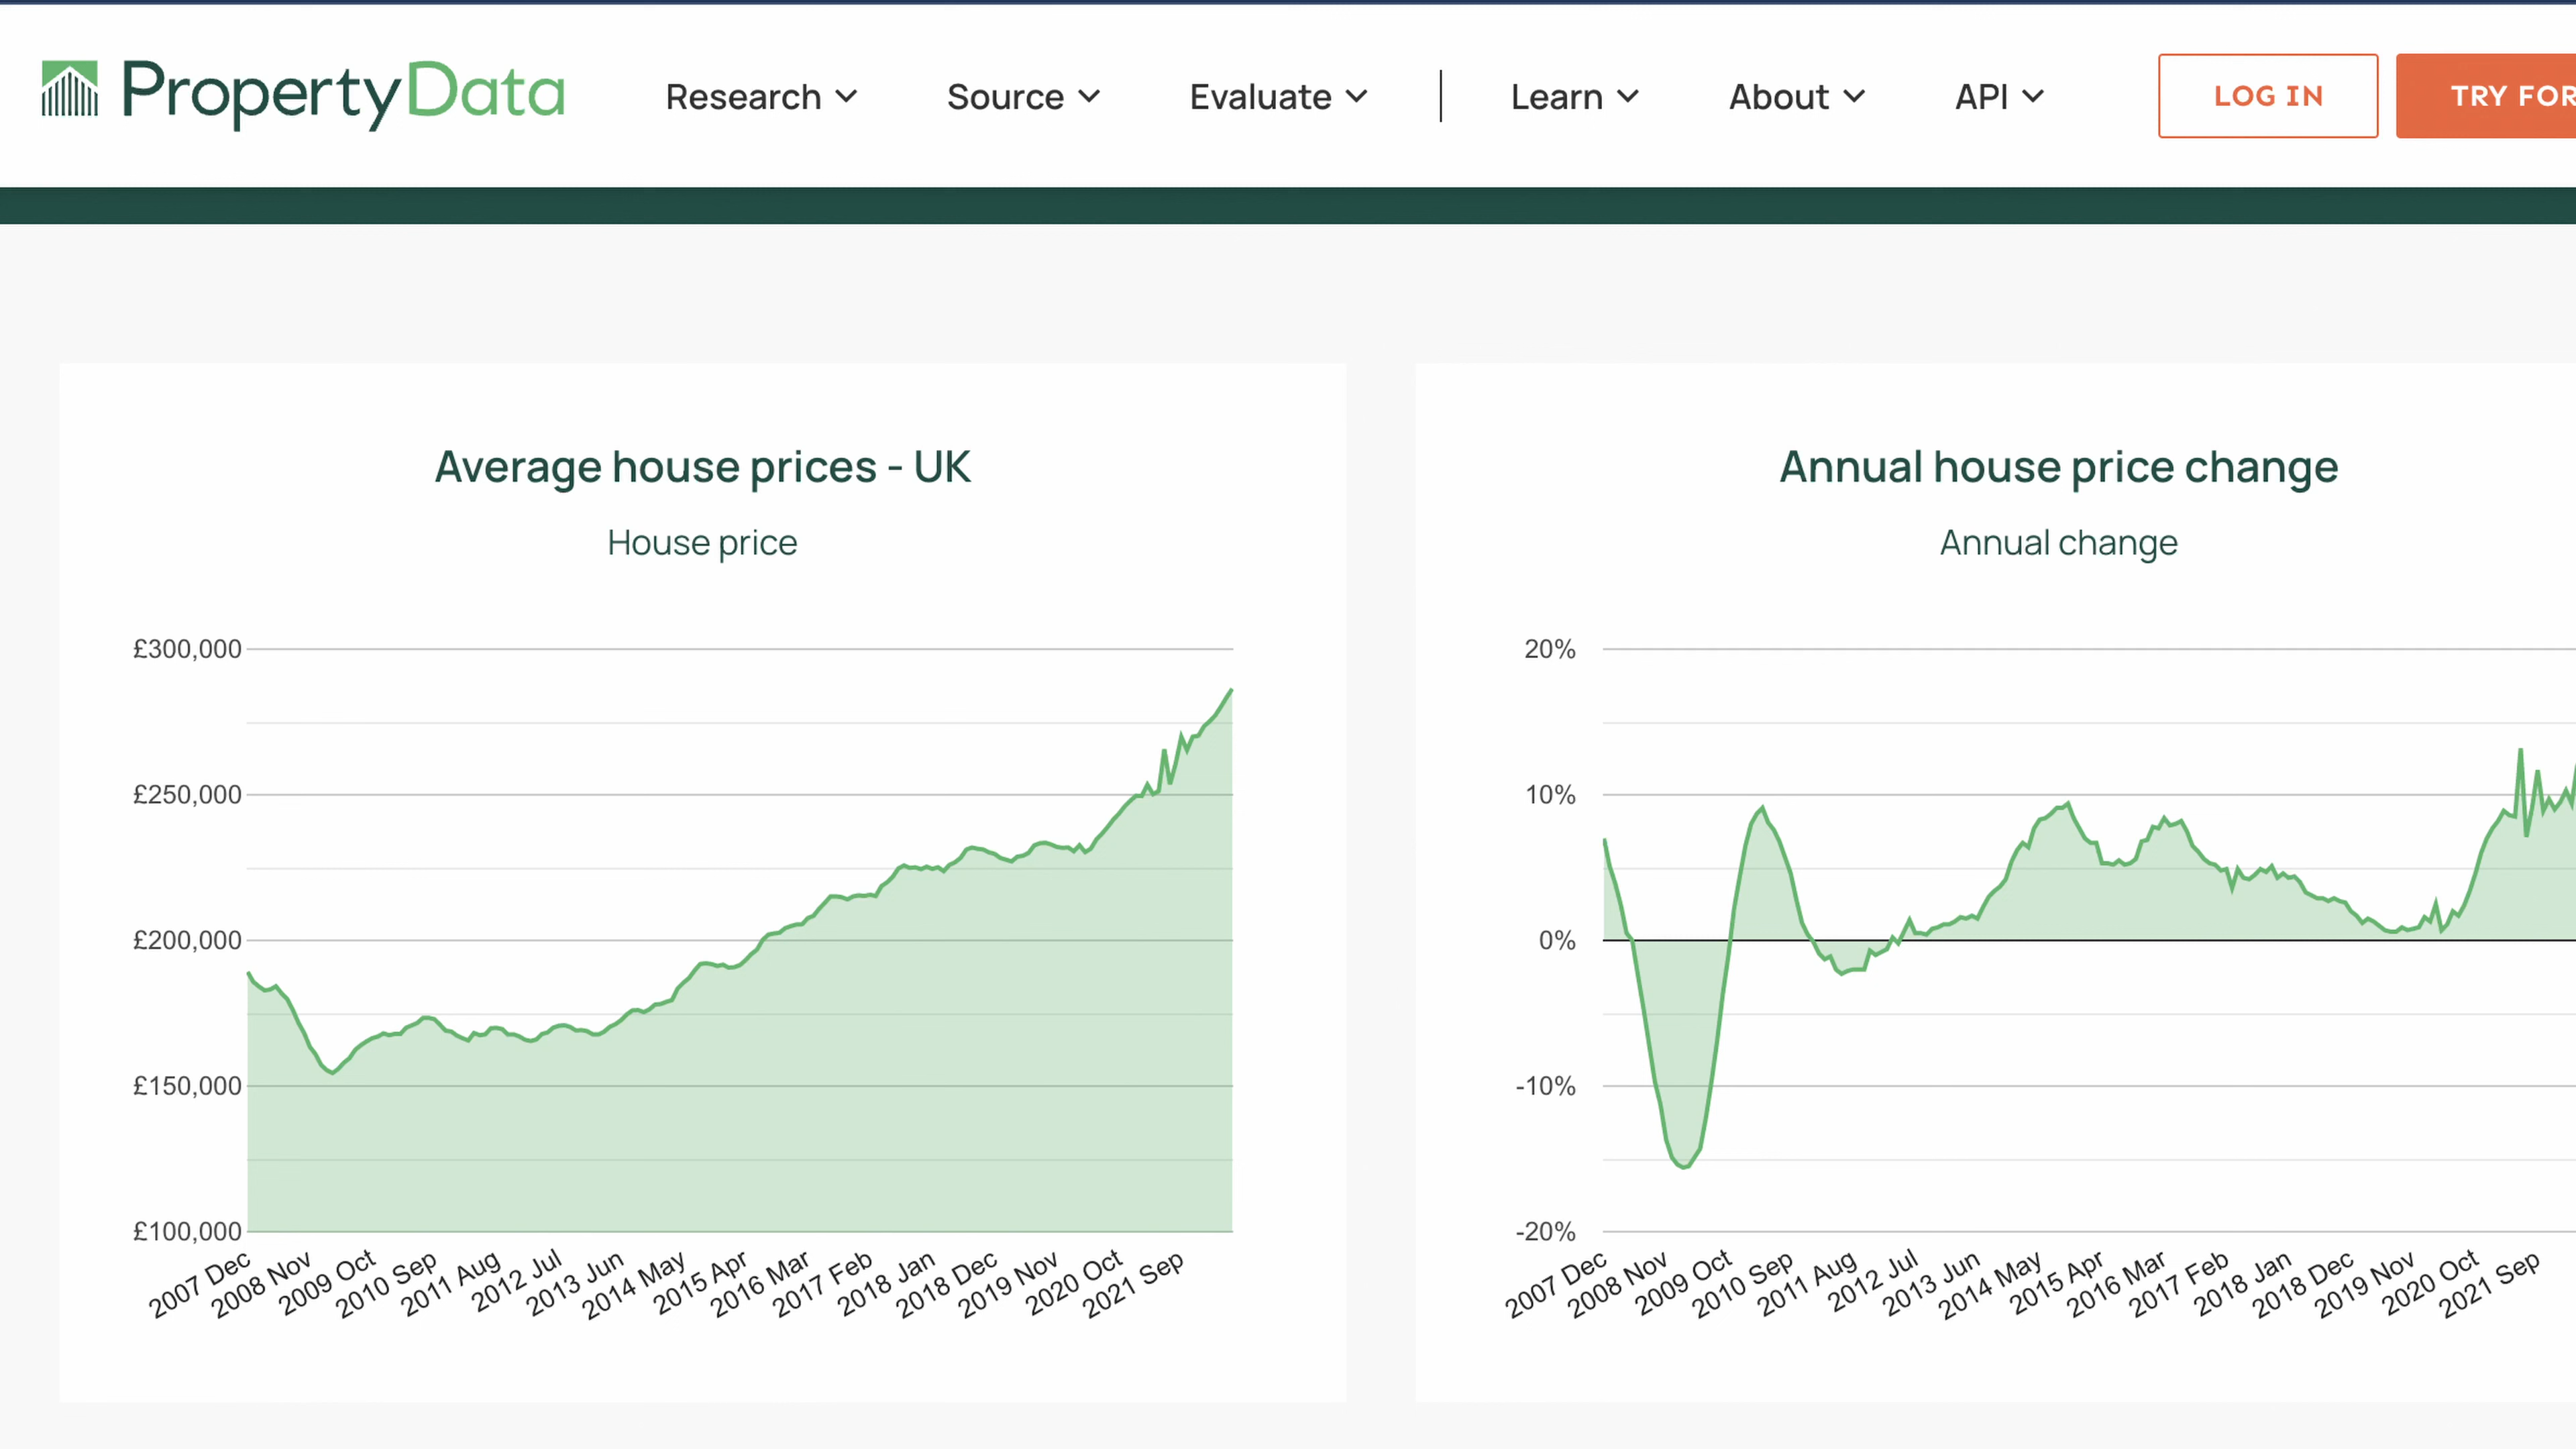 PropertyData Research Source Evaluate Learn About API LOG IN TRY FOR
Average house prices - UK
House price
£300,000
£250,000
£200,000
£150,000
£100,000
2007 Dec 2008 Nov 2009 Oct 2010 Sep 2011 Aug 2012 Jul 2013 Jun 2014 May 2015 Apr 2016 Mar 2017 Feb 2018 Jan 2018 Dec 2019 Nov 2020 Oct 2021 Sep
Annual house price change
Annual change
20%
10%
0%
-10%
-20%
2007 Dec 2008 Nov 2009 Oct 2010 Sep 2011 Aug 2012 Jul 2013 Jun 2014 May 2015 Apr 2016 Mar 2017 Feb 2018 Jan 2018 Dec 2019 Nov 2020 Oct 2021 Sep